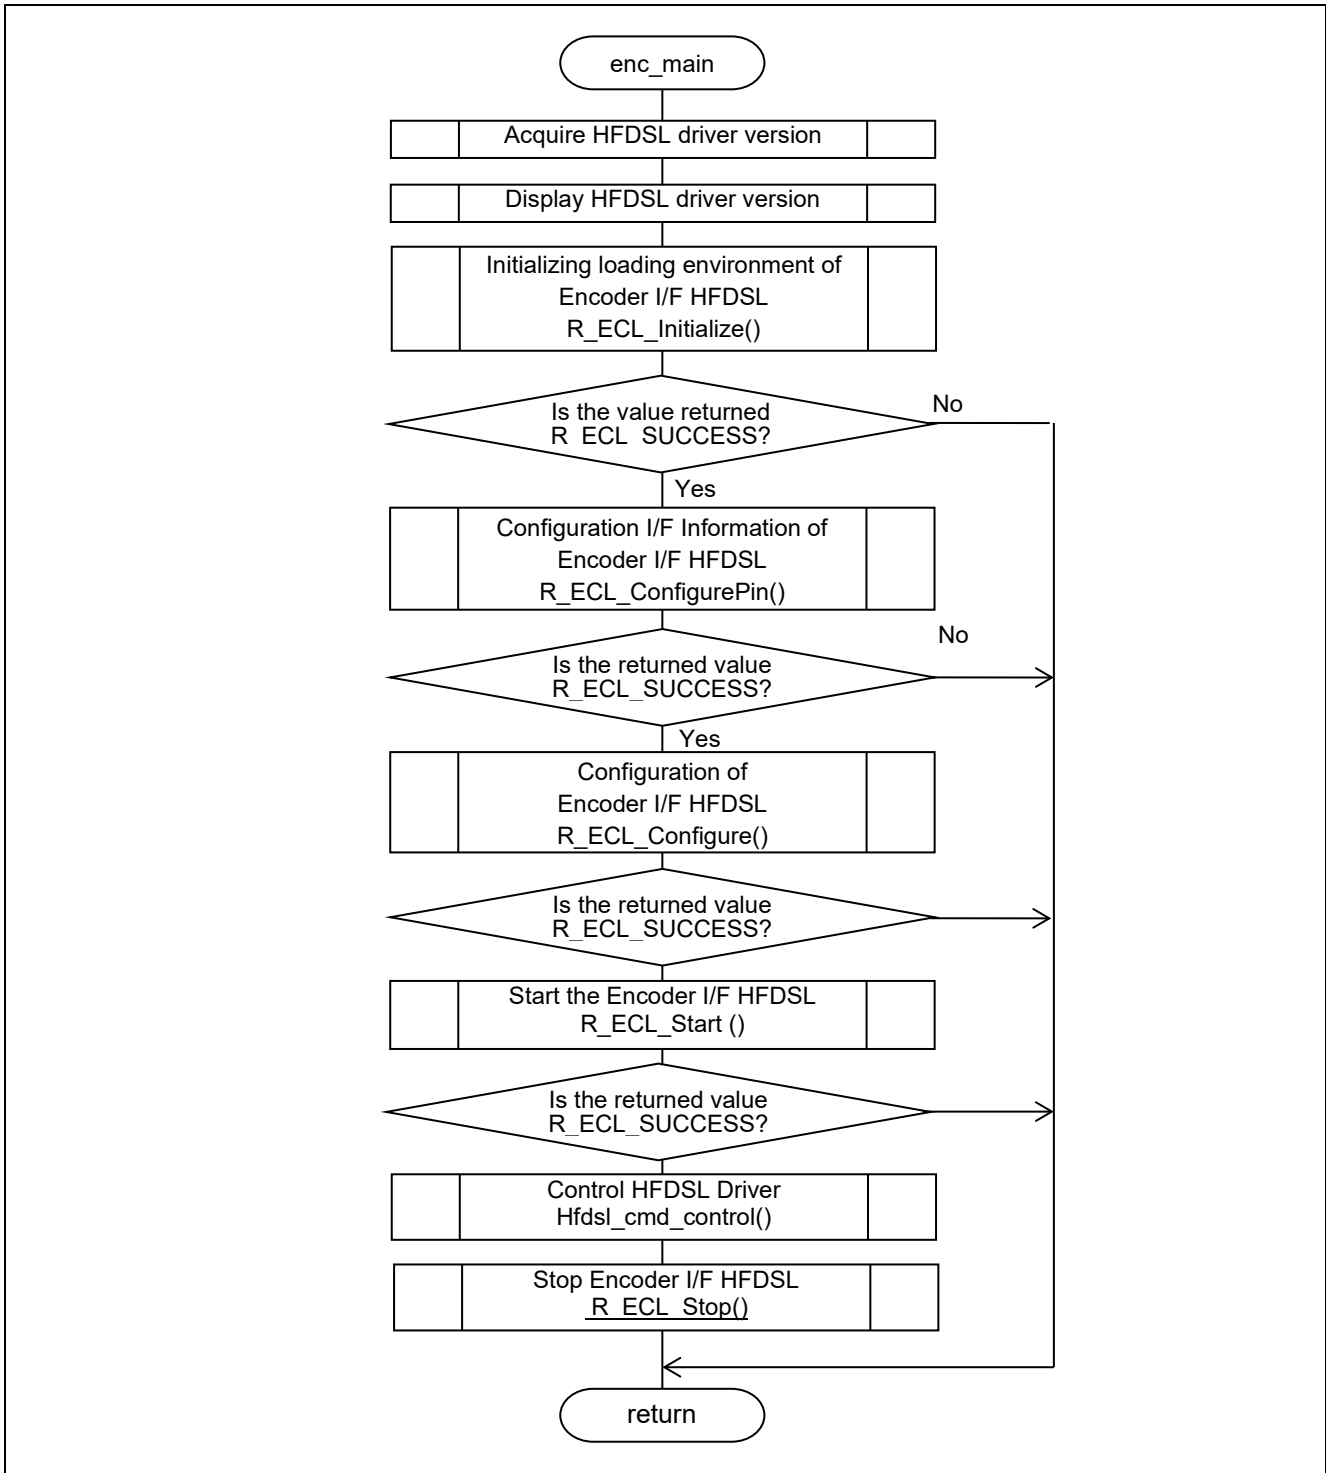 enc_main
Acquire HFDSL driver version
Display HFDSL driver version
Initializing loading environment of
Encoder I/F HFDSL
R_ECL_Initialize()
Is the value returned
R_ECL_SUCCESS?
No
Yes
Configuration I/F Information of
Encoder I/F HFDSL
R_ECL_ConfigurePin()
No
Is the returned value
R_ECL_SUCCESS?
Yes
Configuration of
Encoder I/F HFDSL
R_ECL_Configure()
Is the returned value
R_ECL_SUCCESS?
Start the Encoder I/F HFDSL
R_ECL_Start ()
Is the returned value
R_ECL_SUCCESS?
Control HFDSL Driver
Hfdsl_cmd_control()
Stop Encoder I/F HFDSL
R_ECL_Stop()
return